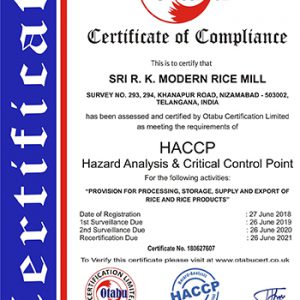 Certificat
Certificate of Compliance
This is to certify that
SRI R. K. MODERN RICE MILL
SURVEY NO. 293, 294, KHANAPUR ROAD, NIZAMABAD - 503002,
TELANGANA, INDIA
has been assessed and certified by Otabu Certification Limited
as meeting the requirements of
HACCP
Hazard Analysis & Critical Control Point
For the following activities:
"PROVISION FOR PROCESSING, STORAGE, SUPPLY AND EXPORT OF
RICE AND RICE PRODUCTS"
Date of Registration : 27 June 2018
1st Surveillance Due : 26 June 2019
2nd Surveillance Due : 26 June 2020
Recertification Due : 26 June 2021
Certificate No. 180627607
To Verify this certificate please visit at www.otabucert.co.uk
Otabu
HACCP